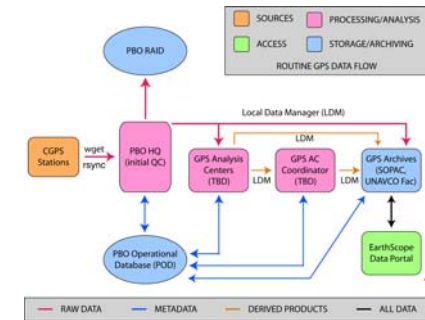 SOURCES
PROCESSING/ANALYSIS
ACCESS
STORAGE/ARCHIVING
ROUTINE GPS DATA FLOW
PBO RAID
Local Data Manager (LDM)
CGPS
Stations
wget
rsync
PBO HQ
(initial QC)
LDM
GPS Analysis
Centers
(TBD)
LDM
GPS AC
Coordinator
(TBD)
LDM
GPS Archives
(SOPAC,
UNAVCO Fac)
PBO Operational
Database (POD)
EarthScope
Data Portal
RAW DATA
METADATA
DERIVED PRODUCTS
ALL DATA